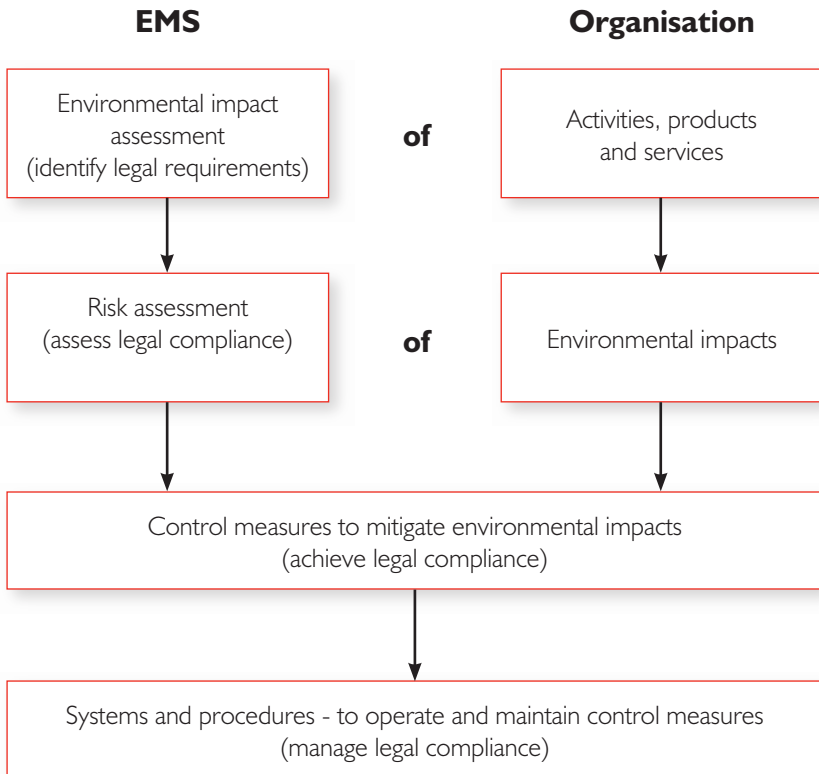 EMS
Organisation
Environmental impact
assessment
(identify legal requirements)
of
Activities, products
and services
Risk assessment
(assess legal compliance)
of
Environmental impacts
Control measures to mitigate environmental impacts
(achieve legal compliance)
Systems and procedures - to operate and maintain control measures
(manage legal compliance)